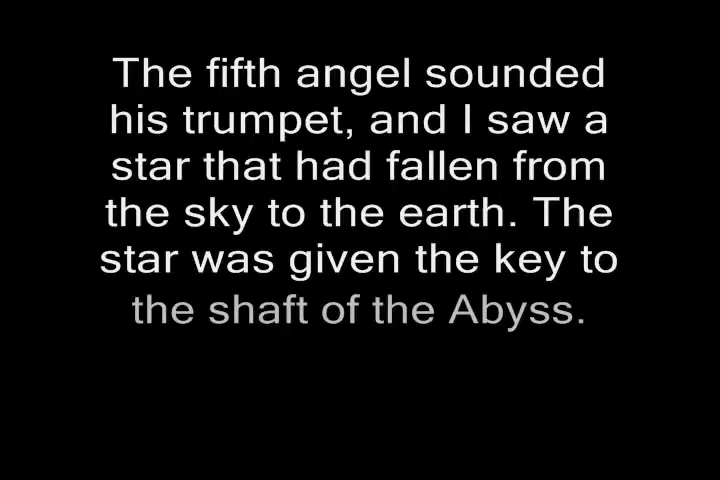 The fifth angel sounded
his trumpet, and I saw a
star that had fallen from
the sky to the earth. The
star was given the key to
the shaft of the Abyss.